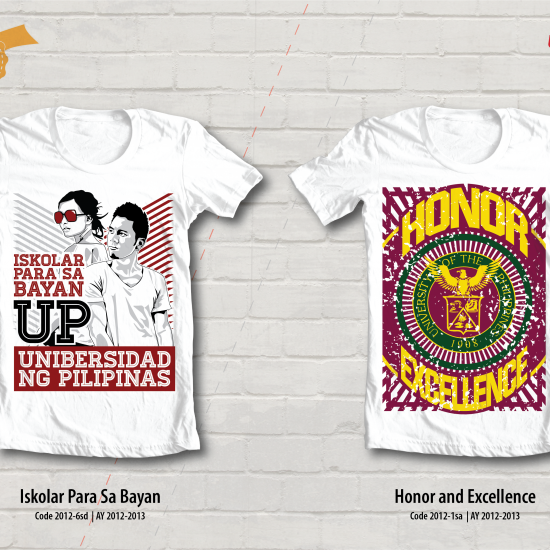 ISKOLAR
PARA SA
BAYAN
UP
UNIBERSIDAD
NG PILIPINAS
Iskolar Para Sa Bayan
Code 2012-6sd | AY 2012-2013
HONOR
UNIVERSITY OF THE PHILIPPINES
1908
EXCELLENCE
Honor and Excellence
Code 2012-1sa | AY 2012-2013